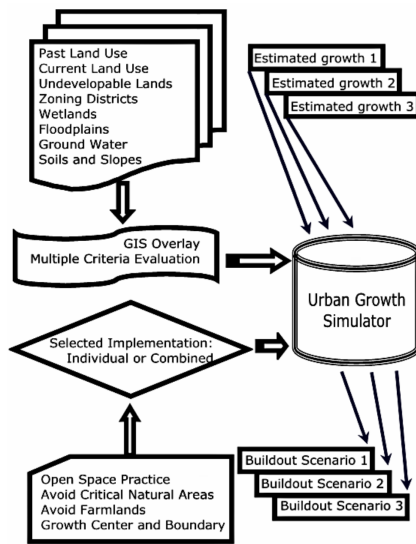 Past Land Use
Current Land Use
Undevelopable Lands
Zoning Districts
Wetlands
Floodplains
Ground Water
Soils and Slopes
Estimated growth 1
Estimated growth 2
Estimated growth 3
GIS Overlay
Multiple Criteria Evaluation
Urban Growth
Simulator
Selected Implementation:
Individual or Combined
Open Space Practice
Avoid Critical Natural Areas
Avoid Farmlands
Growth Center and Boundary
Buildout Scenario 1
Buildout Scenario 2
Buildout Scenario 3